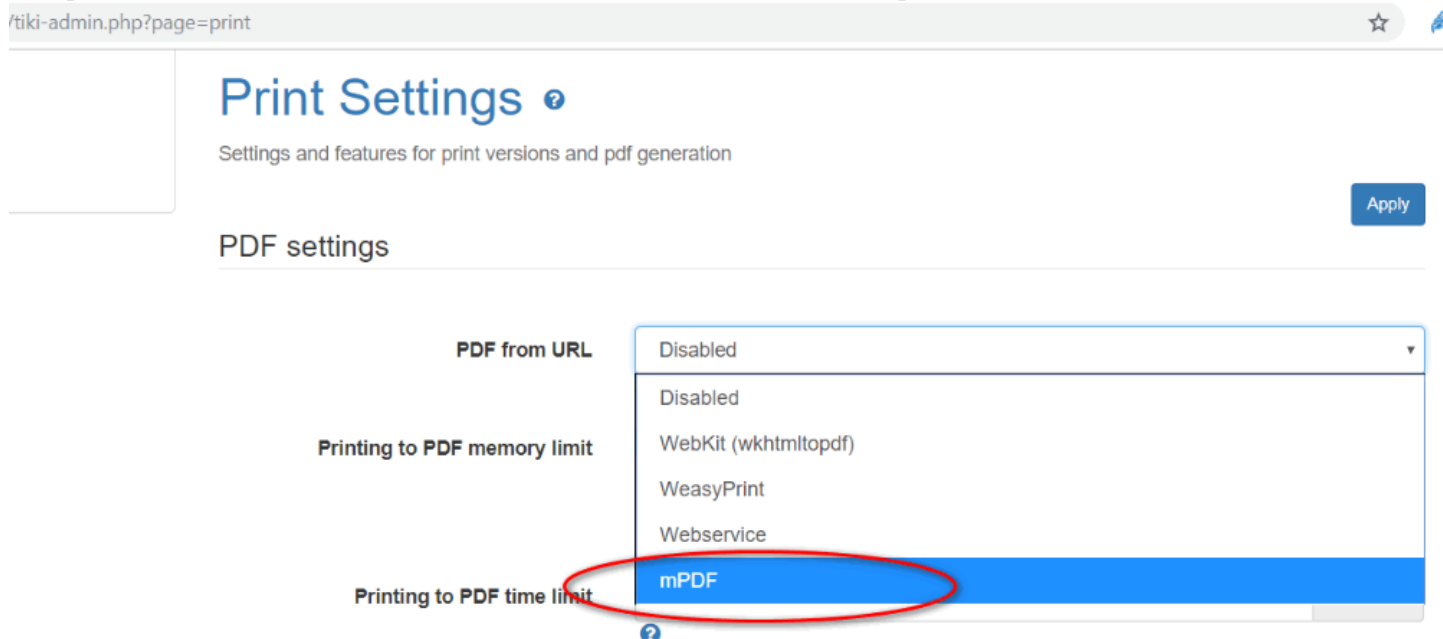 /tiki-admin.php?page=print
Print Settings ?
Settings and features for print versions and pdf generation
Apply
PDF settings
PDF from URL
Disabled
Disabled
Printing to PDF memory limit
WebKit (wkhtmltopdf)
WeasyPrint
Webservice
mPDF
Printing to PDF time limit
?